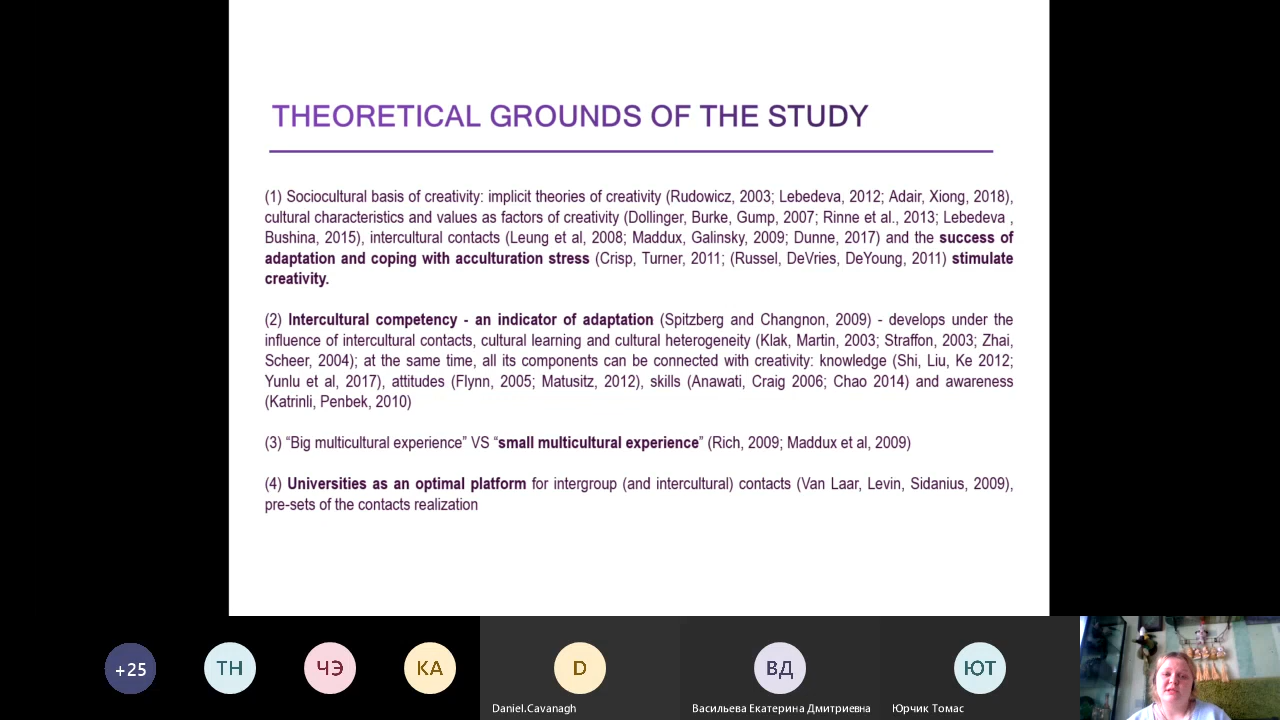 THEORETICAL GROUNDS OF THE STUDY
(1) Sociocultural basis of creativity: implicit theories of creativity (Rudowicz, 2003; Lebedeva, 2012; Adair, Xiong, 2018),
cultural characteristics and values as factors of creativity (Dollinger, Burke, Gump, 2007; Rinne et al., 2013; Lebedeva ,
Bushina, 2015), intercultural contacts (Leung et al, 2008; Maddux, Galinsky, 2009; Dunne, 2017) and the success of
adaptation and coping with acculturation stress (Crisp, Turner, 2011; (Russel, DeVries, DeYoung, 2011) stimulate
creativity.
(2) Intercultural competency - an indicator of adaptation (Spitzberg and Changnon, 2009) - develops under the
influence of intercultural contacts, cultural learning and cultural heterogeneity (Klak, Martin, 2003; Straffon, 2003; Zhai,
Scheer, 2004); at the same time, all its components can be connected with creativity: knowledge (Shi, Liu, Ke 2012;
Yunlu et al, 2017), attitudes (Flynn, 2005; Matusitz, 2012), skills (Anawati, Craig 2006; Chao 2014) and awareness
(Katrinli, Penbek, 2010)
(3) “Big multicultural experience” VS “small multicultural experience” (Rich, 2009; Maddux et al, 2009)
(4) Universities as an optimal platform for intergroup (and intercultural) contacts (Van Laar, Levin, Sidanius, 2009),
pre-sets of the contacts realization
+25
ТН
ЧЭ
КА
D
ВД
ЮТ
Daniel.Cavanagh
Васильева Екатерина Дмитриевна
Юрчик Томас